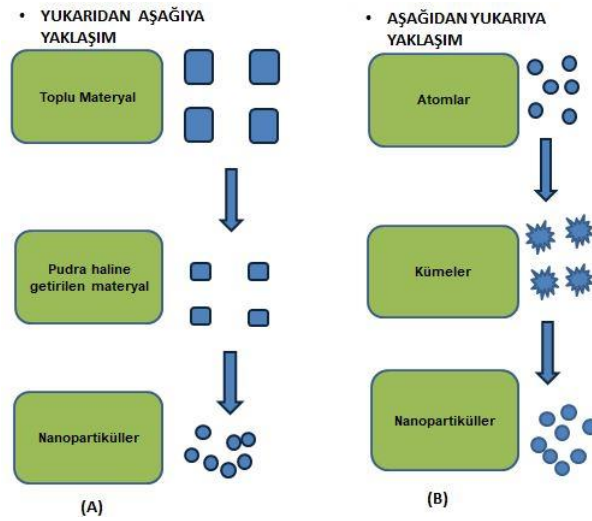 • YUKARIDAN AŞAĞIYA
YAKLAŞIM
Toplu Materyal
Pudra haline
getirilen materyal
Nanopartiküller
(A)
• AŞAĞIDAN YUKARIYA
YAKLAŞIM
Atomlar
Kümeler
Nanopartiküller
(B)